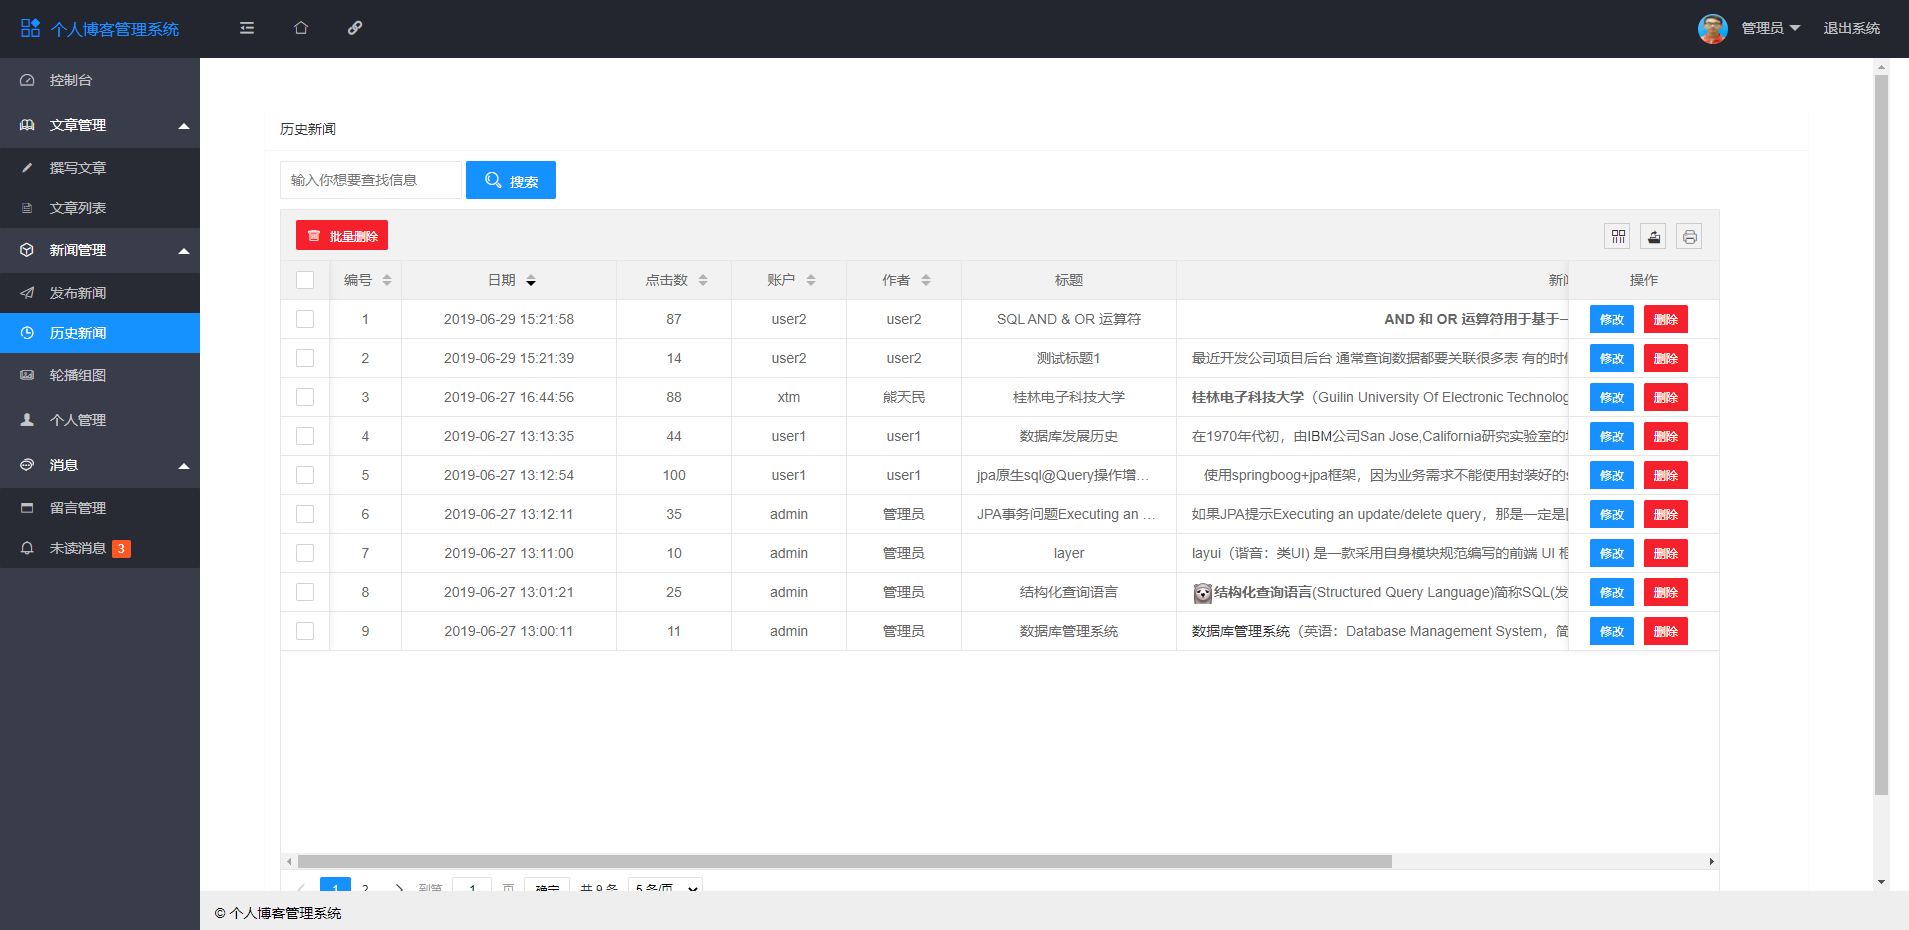 个人博客管理系统
管理员
退出系统
控制台
文章管理
撰写文章
文章列表
新闻管理
发布新闻
历史新闻
轮播组图
个人管理
消息
留言管理
未读消息 3
历史新闻
输入你想要查找信息
搜索
批量删除
编号 日期 点击数 账户 作者 标题 新 操作
1 2019-06-29 15:21:58 87 user2 user2 SQL AND & OR 运算符 AND 和 OR 运算符用于基于一 修改 删除
2 2019-06-29 15:21:39 14 user2 user2 测试标题1 最近开发公司项目后台 通常查询数据都要关联很多表 有的时 修改 删除
3 2019-06-27 16:44:56 88 xtm 熊天民 桂林电子科技大学 桂林电子科技大学（Guilin University Of Electronic Technolog 修改 删除
4 2019-06-27 13:13:35 44 user1 user1 数据库发展历史 在1970年代初，由IBM公司San Jose,California研究实验室的 修改 删除
5 2019-06-27 13:12:54 100 user1 user1 jpa原生sql@Query操作增… 使用springboog+jpa框架，因为业务需求不能使用封装好的s 修改 删除
6 2019-06-27 13:12:11 35 admin 管理员 JPA事务问题Executing an … 如果JPA提示Executing an update/delete query，那是一定是 修改 删除
7 2019-06-27 13:11:00 10 admin 管理员 layer layui（谐音：类UI) 是一款采用自身模块规范编写的前端 UI 框 修改 删除
8 2019-06-27 13:01:21 25 admin 管理员 结构化查询语言 结构化查询语言(Structured Query Language)简称SQL(发 修改 删除
9 2019-06-27 13:00:11 11 admin 管理员 数据库管理系统 数据库管理系统（英语：Database Management System，简 修改 删除
1 2 到第 1 页 确定 共 9 条 5 条/页
© 个人博客管理系统